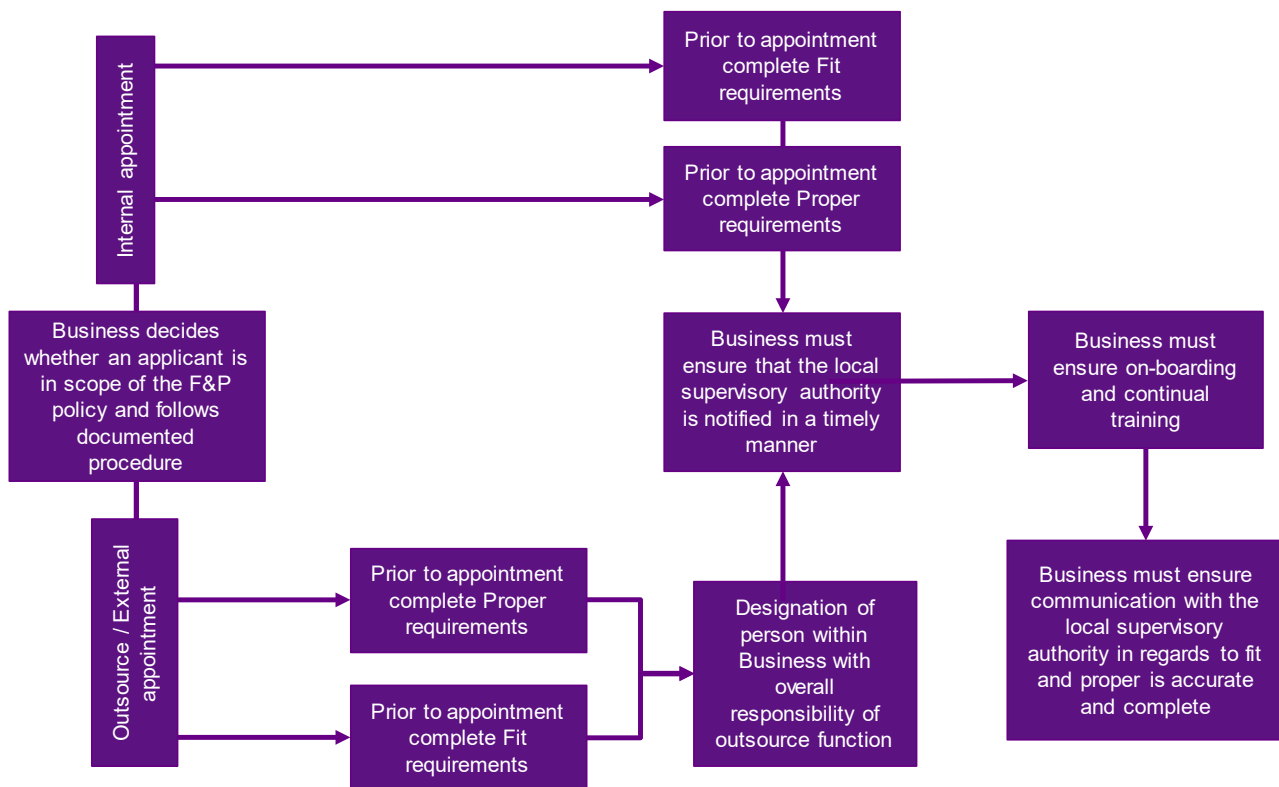 Internal appointment
Prior to appointment
complete Fit
requirements
Prior to appointment
complete Proper
requirements
Business decides
whether an applicant is
in scope of the F&P
policy and follows
documented
procedure
Business must
ensure that the local
supervisory authority
is notified in a timely
manner
Business must
ensure on-boarding
and continual
training
Outsource / External
appointment
Prior to appointment
complete Proper
requirements
Prior to appointment
complete Fit
requirements
Designation of
person within
Business with
overall
responsibility of
outsource function
Business must ensure
communication with the
local supervisory
authority in regards to fit
and proper is accurate
and complete